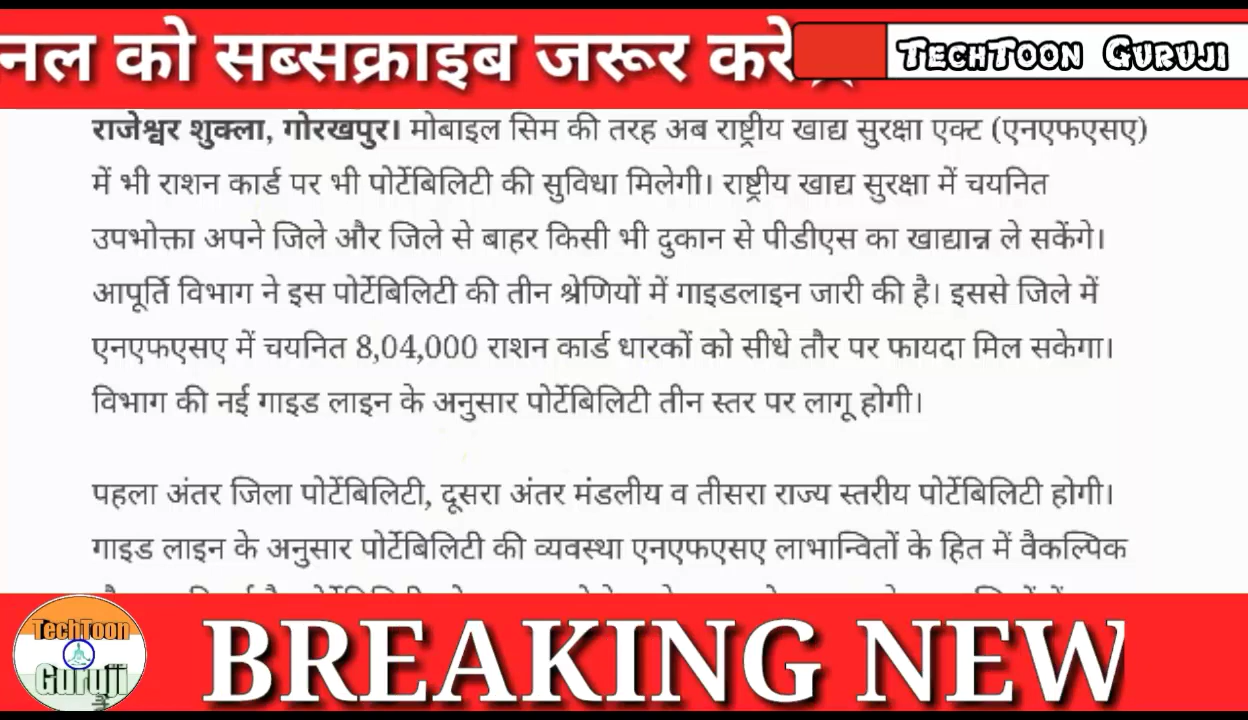 नल को सब्सक्राइब जरूर करे
TECHTOON GURUJI
राजेश्वर शुक्ला, गोरखपुर। मोबाइल सिम की तरह अब राष्ट्रीय खाद्य सुरक्षा एक्ट (एनएफएसए)
में भी राशन कार्ड पर भी पोर्टेबिलिटी की सुविधा मिलेगी। राष्ट्रीय खाद्य सुरक्षा में चयनित
उपभोक्ता अपने जिले और जिले से बाहर किसी भी दुकान से पीडीएस का खाद्यान्न ले सकेंगे।
आपूर्ति विभाग ने इस पोर्टेबिलिटी की तीन श्रेणियों में गाइडलाइन जारी की है। इससे जिले में
एनएफएसए में चयनित 8,04,000 राशन कार्ड धारकों को सीधे तौर पर फायदा मिल सकेगा।
विभाग की नई गाइड लाइन के अनुसार पोर्टेबिलिटी तीन स्तर पर लागू होगी।
पहला अंतर जिला पोर्टेबिलिटी, दूसरा अंतर मंडलीय व तीसरा राज्य स्तरीय पोर्टेबिलिटी होगी।
गाइड लाइन के अनुसार पोर्टेबिलिटी की व्यवस्था एनएफएसए लाभान्वितों के हित में वैकल्पिक
TechToon
Guruji
BREAKING NEW